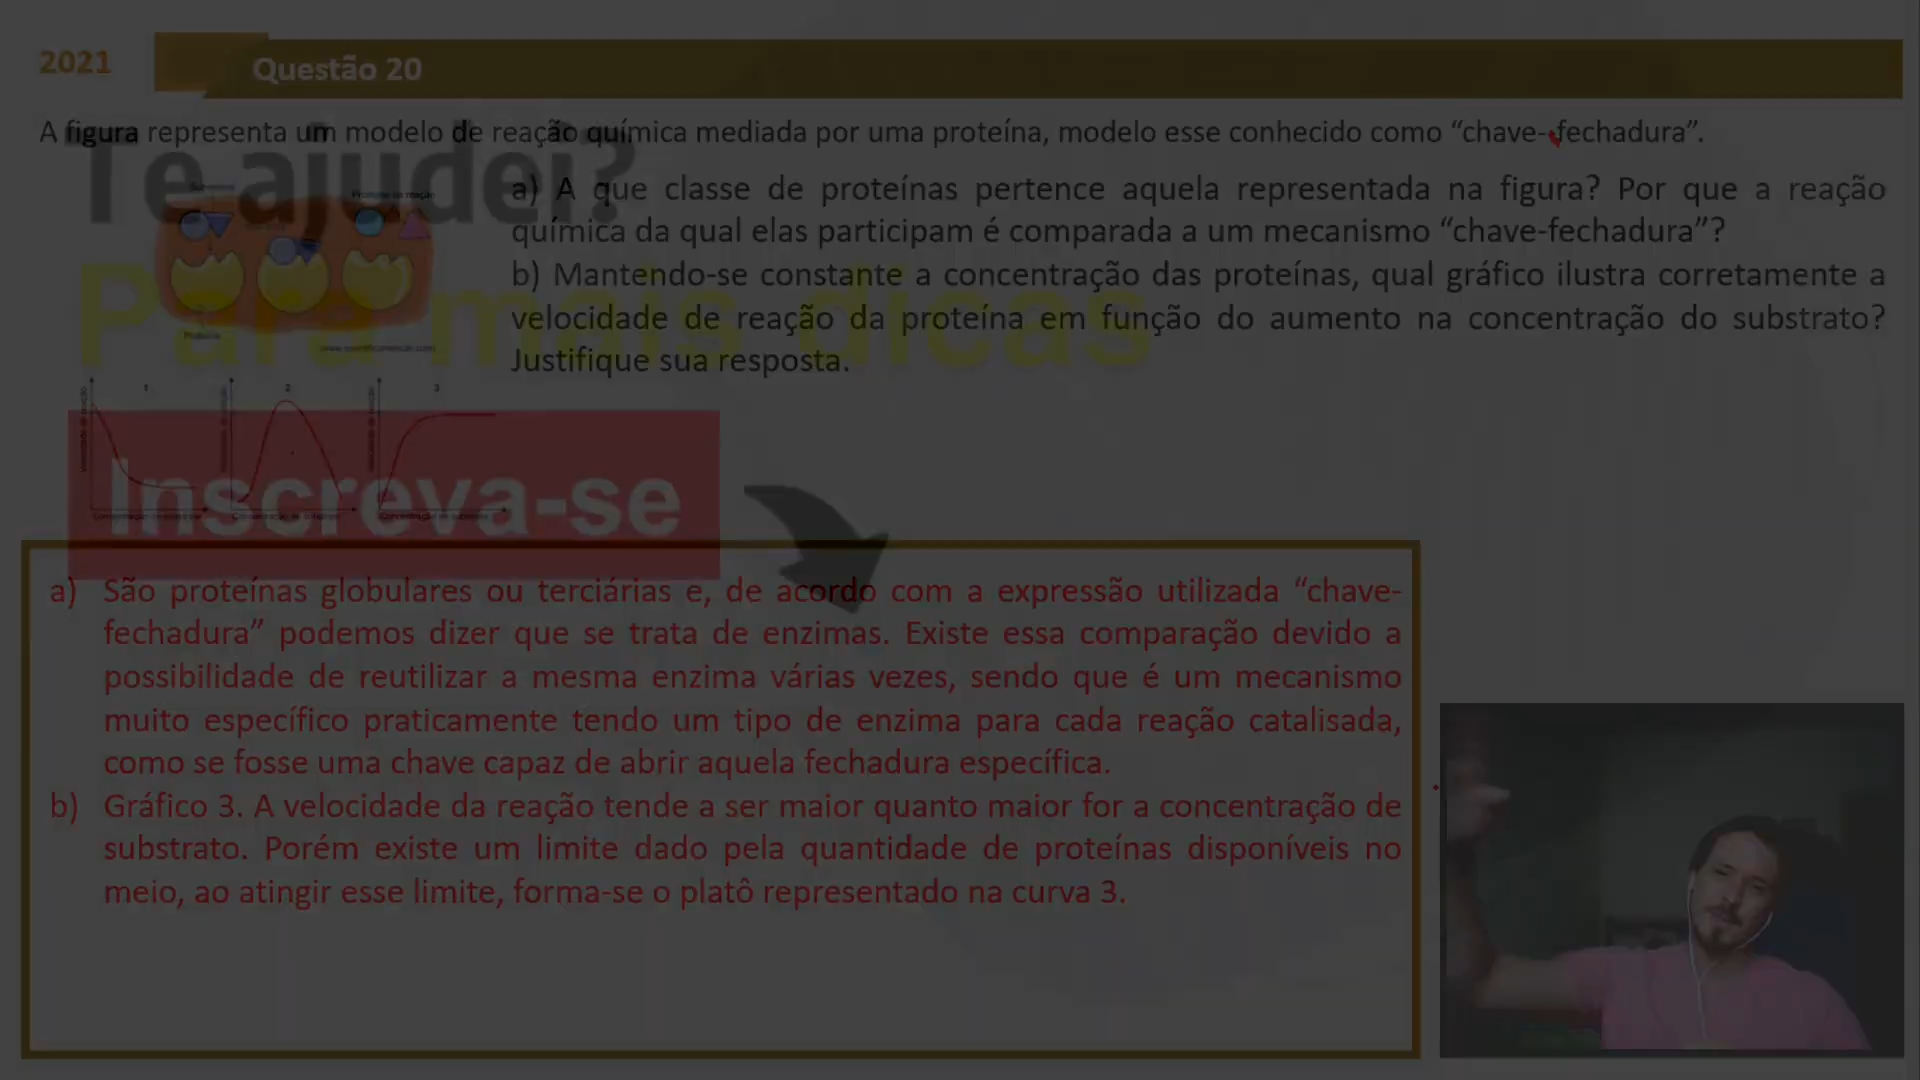 2021
Questão 20
A figura representa um modelo de reação química mediada por uma proteína, modelo esse conhecido como “chave-fechadura”.
Te ajudei?
Para mais dicas
Inscreva-se
Substrato
Produtos da reação
Proteína
a) A que classe de proteínas pertence aquela representada na figura? Por que a reação
química da qual elas participam é comparada a um mecanismo “chave-fechadura”?
b) Mantendo-se constante a concentração das proteínas, qual gráfico ilustra corretamente a
velocidade de reação da proteína em função do aumento na concentração do substrato?
Justifique sua resposta.
1
2
3
a) São proteínas globulares ou terciárias e, de acordo com a expressão utilizada “chave-
fechadura” podemos dizer que se trata de enzimas. Existe essa comparação devido a
possibilidade de reutilizar a mesma enzima várias vezes, sendo que é um mecanismo
muito específico praticamente tendo um tipo de enzima para cada reação catalisada,
como se fosse uma chave capaz de abrir aquela fechadura específica.
b) Gráfico 3. A velocidade da reação tende a ser maior quanto maior for a concentração de
substrato. Porém existe um limite dado pela quantidade de proteínas disponíveis no
meio, ao atingir esse limite, forma-se o platô representado na curva 3.